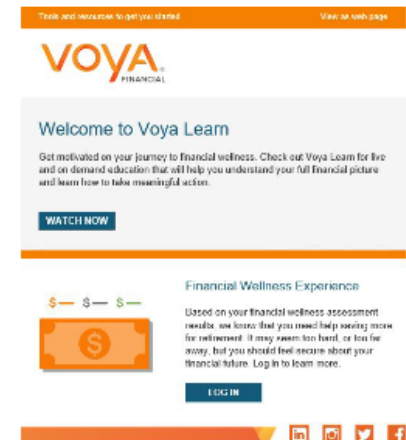 Tools and resources to get you started
View as web page
VOYA
FINANCIAL
Welcome to Voya Learn
Get motivated on your journey to financial wellness. Check out Voya Learn for live
and on demand education that will help you understand your full financial picture
and learn how to take meaningful action.
WATCH NOW
Financial Wellness Experience
$ $ $
Based on your financial wellness assessment
results, we know that you need help saving more
for retirement. It may seem too hard, or too far
away, but you should feel secure about your
financial future. Log in to learn more.
$
LOG IN
in
f